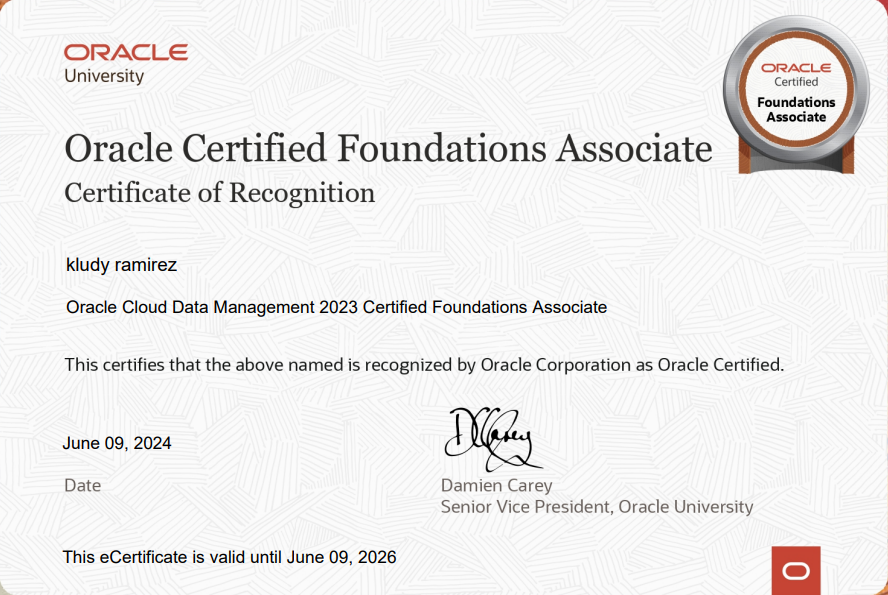 ORACLE
University
ORACLE
Certified
Foundations
Associate
Oracle Certified Foundations Associate
Certificate of Recognition
kludy ramirez
Oracle Cloud Data Management 2023 Certified Foundations Associate
This certifies that the above named is recognized by Oracle Corporation as Oracle Certified.
June 09, 2024
Date
DCarey
Damien Carey
Senior Vice President, Oracle University
This eCertificate is valid until June 09, 2026